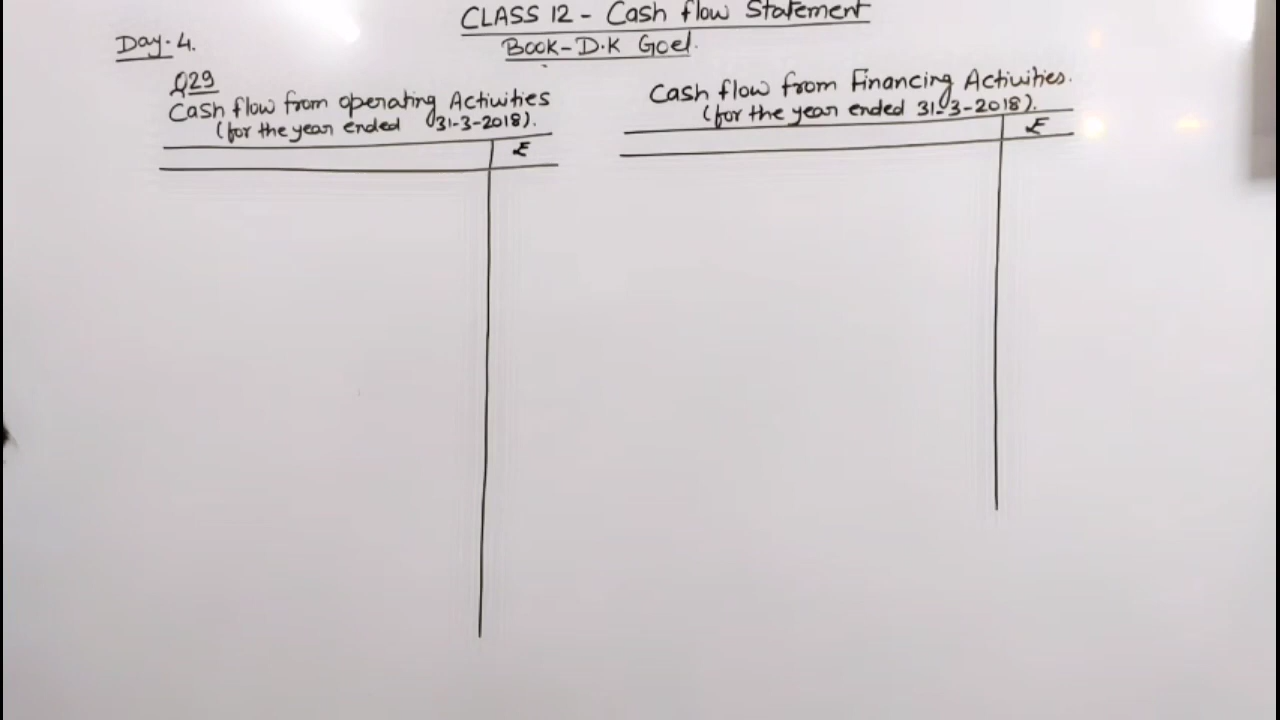 CLASS 12 - Cash flow Statement
Book - D.K Goel.
Day. 4.
Q29
Cash flow from operating Activities
(for the year ended 31-3-2018).
₹
Cash flow from Financing Activities.
(for the year ended 31-3-2018).
₹